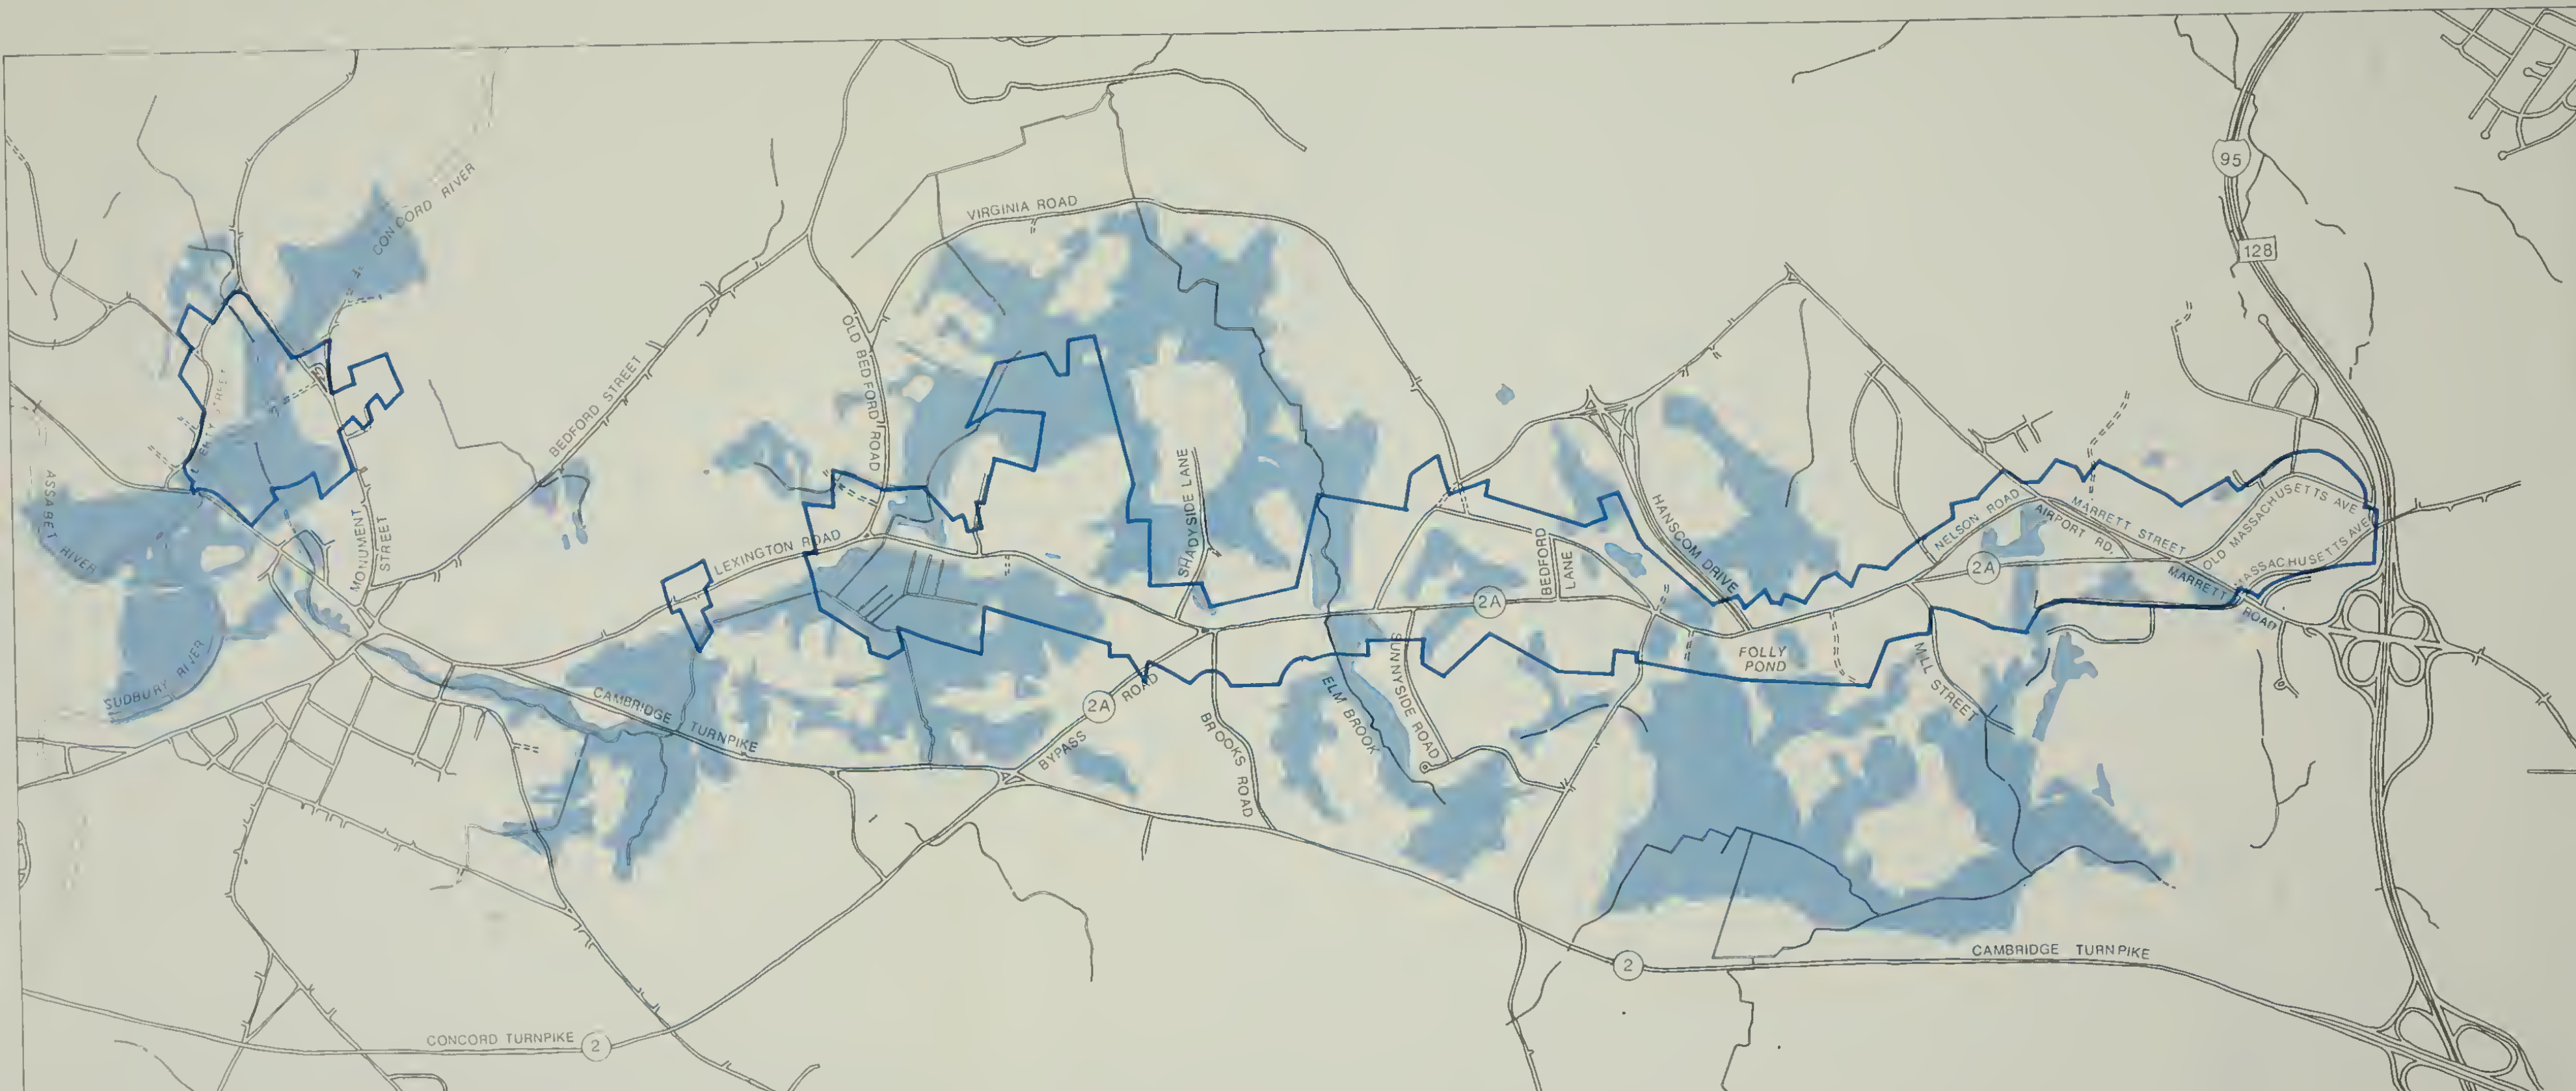 95
CONCORD RIVER
VIRGINIA ROAD
128
OLD BEDFORD ROAD
BEDFORD STREET
ASSABET RIVER
MONUMENT
STREET
LEXINGTON ROAD
SHADYSIDE LANE
BEDFORD
LANE
HANSCOM DRIVE
NELSON ROAD
AIRPORT RD.
MARRETT STREET
OLD MASSACHUSETTS AVE
MASSACHUSETTS AVE
MARRETT
ROAD
2A
2A
SUDBURY RIVER
CAMBRIDGE TURNPIKE
2A
BYPASS ROAD
BROOKS ROAD
ELM BROOK
SUNNYSIDE ROAD
FOLLY
POND
MILL STREET
CAMBRIDGE TURNPIKE
2
CONCORD TURNPIKE
2